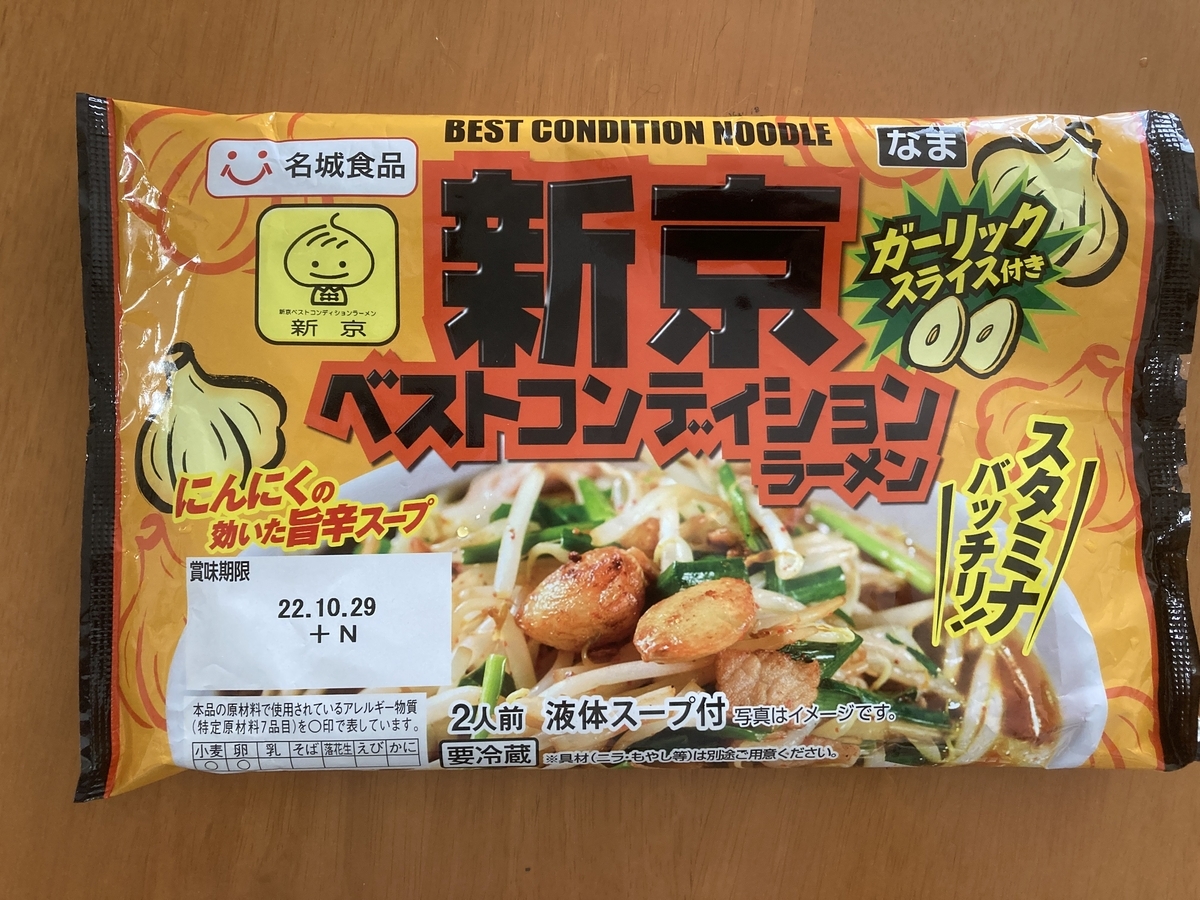 BEST CONDITION NOODLE
なま
名城食品
新京ベストコンディションラーメン
新京
新京
ベストコンディション
ラーメン
ガーリック
スライス付き
スタミナ
バッチリ!
にんにくの
効いた旨辛スープ
賞味期限
22.10.29
+N
本品の原材料で使用されているアレルギー物質
(特定原材料7品目)を〇印で表しています。
小麦 卵 乳 そば 落花生 えび かに
〇 〇
2人前 液体スープ付 写真はイメージです。
要冷蔵 ※具材(ニラ・もやし等)は別途ご用意ください。